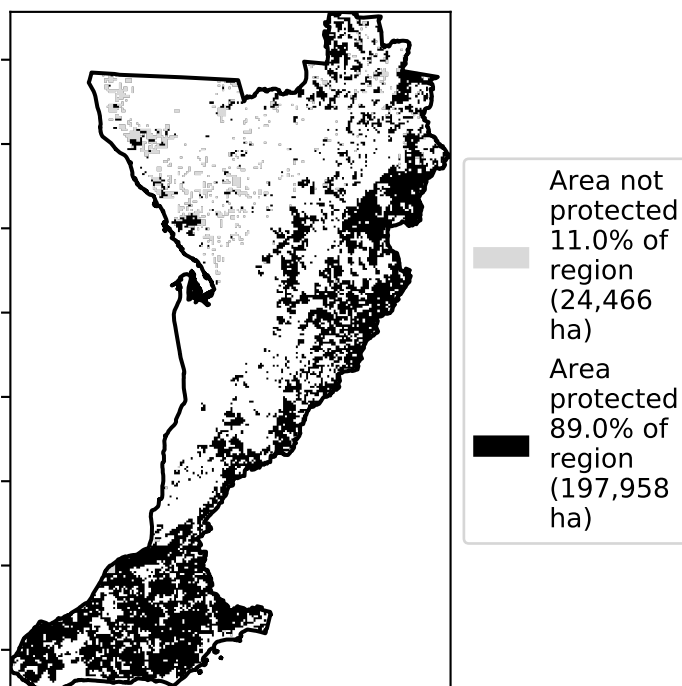 Area not
protected
11.0% of
region
(24,466
ha)
Area
protected
89.0% of
region
(197,958
ha)